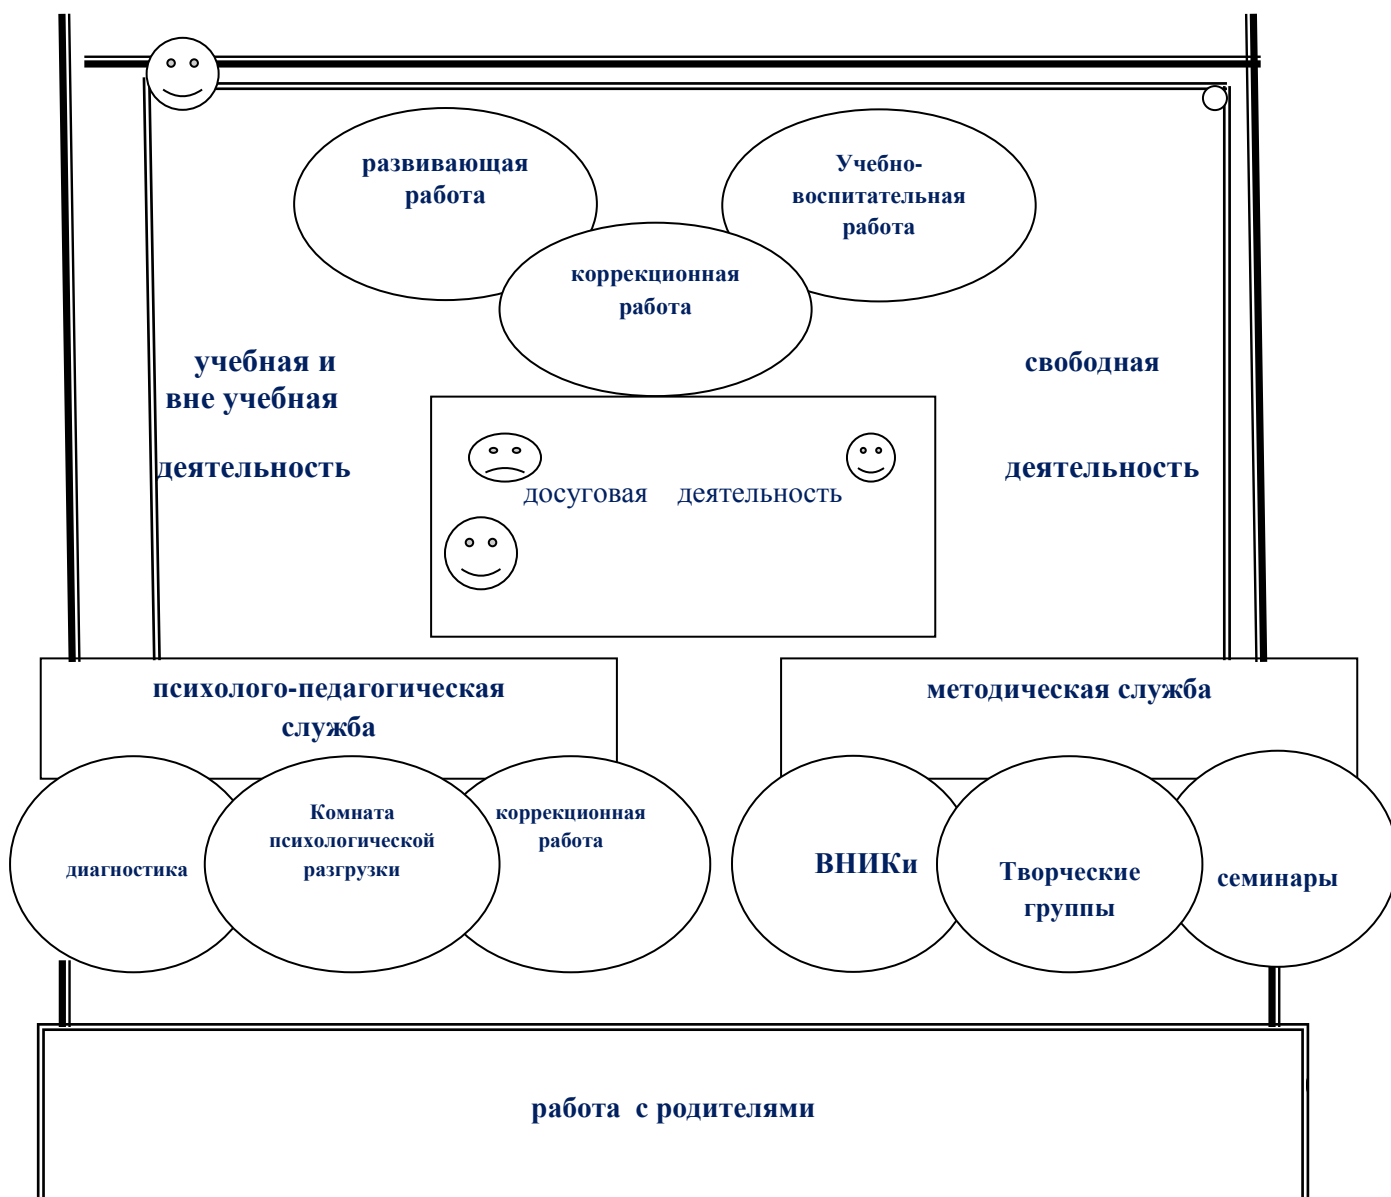 развивающая
работа
Учебно-
воспитательная
работа
коррекционная
работа
учебная и
вне учебная
деятельность
свободная
деятельность
досуговая деятельность
психолого-педагогическая
служба
методическая служба
диагностика
Комната
психологической
разгрузки
коррекционная
работа
ВНИКи
Творческие
группы
семинары
работа с родителями